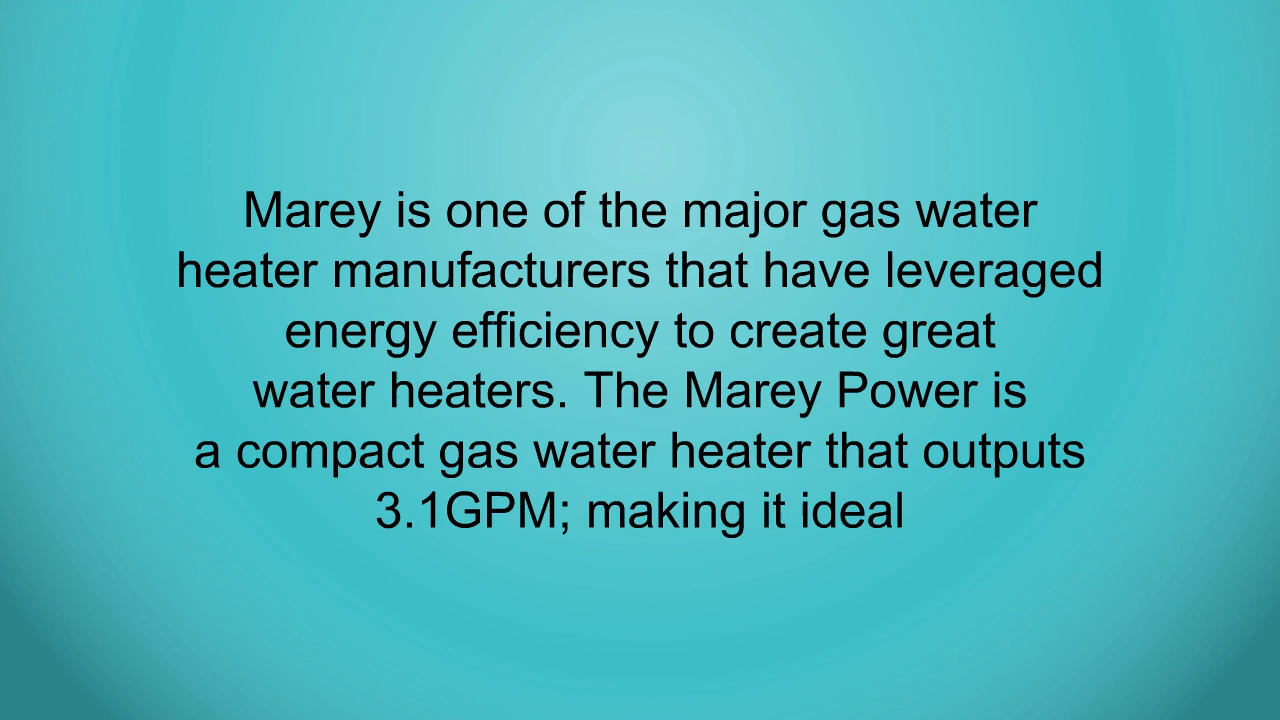 Marey is one of the major gas water
heater manufacturers that have leveraged
energy efficiency to create great
water heaters. The Marey Power is
a compact gas water heater that outputs
3.1GPM; making it ideal